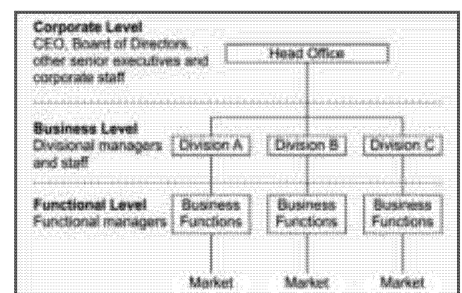 Corporate Level
CEO, Board of Directors,
other senior executives and
corporate staff
Head Office
Business Level
Divisional managers
and staff
Division A
Division B
Division C
Functional Level
Functional managers
Business
Functions
Business
Functions
Business
Functions
Market
Market
Market